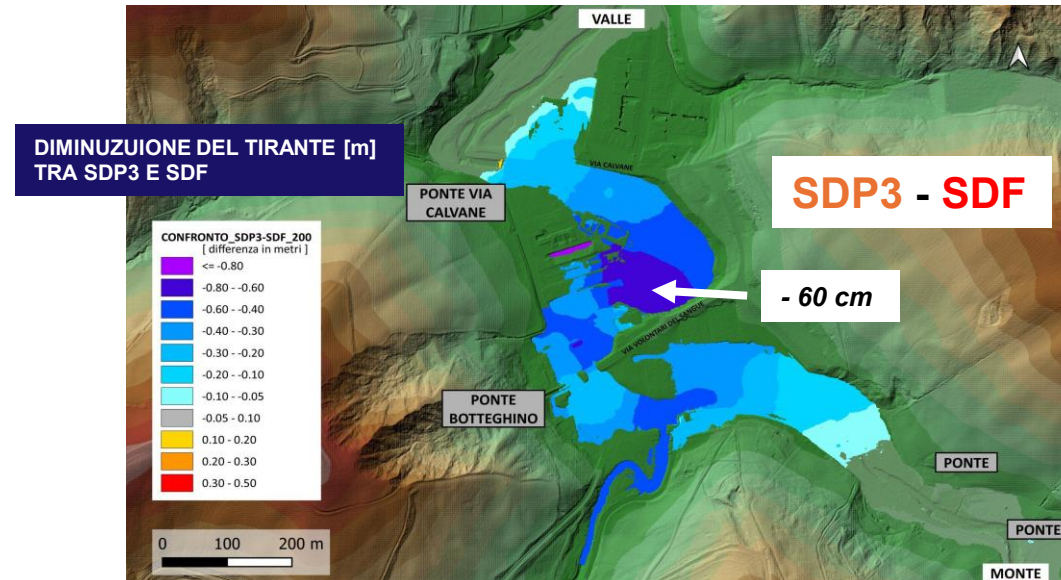 VALLE
DIMINUZUIONE DEL TIRANTE [m]
TRA SDP3 E SDF
VIA CALVANE
PONTE VIA
CALVANE
SDP3 - SDF
CONFRONTO_SDP3-SDF_200
[ differenza in metri ]
<= -0.80
-0.80 - -0.60
-0.60 - -0.40
-0.40 - -0.30
-0.30 - -0.20
-0.20 - -0.10
-0.10 - -0.05
-0.05 - 0.10
0.10 - 0.20
0.20 - 0.30
0.30 - 0.50
- 60 cm
VIA VOLONTARI DEL SANGUE
PONTE
BOTTEGHINO
PONTE
PONTE
MONTE
0 100 200 m